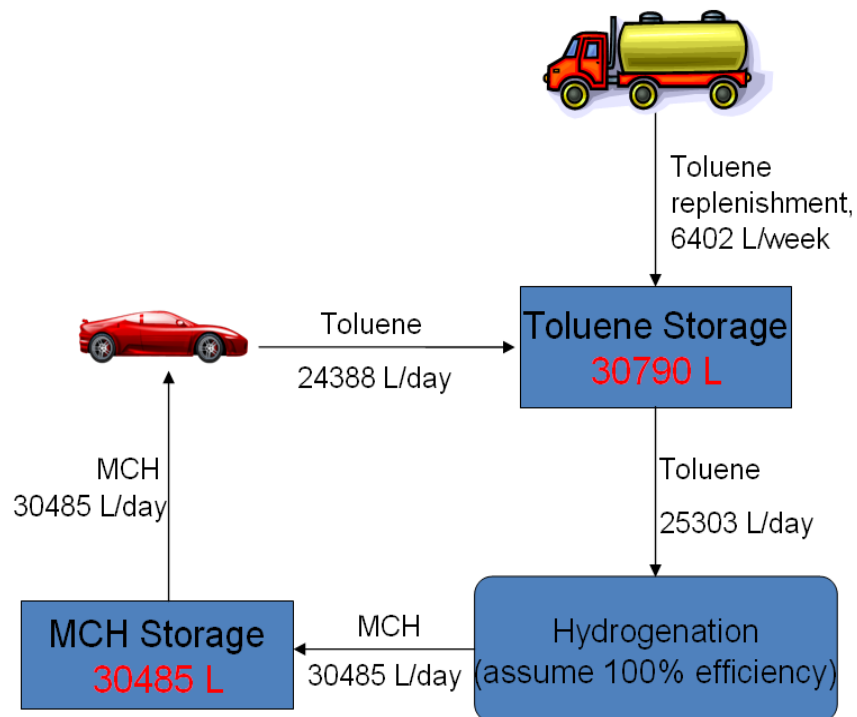 Toluene
replenishment,
6402 L/week
Toluene
24388 L/day
Toluene Storage
30790 L
MCH
30485 L/day
Toluene
25303 L/day
MCH Storage
30485 L
MCH
30485 L/day
Hydrogenation
(assume 100% efficiency)